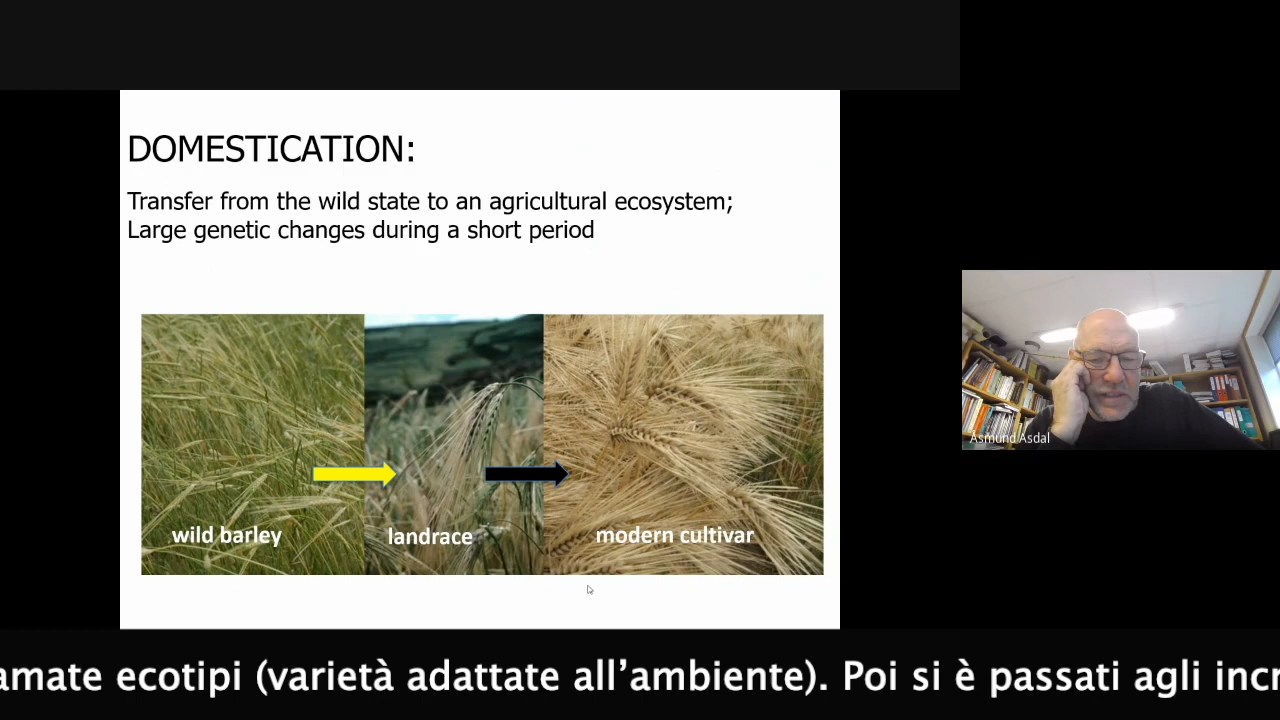 DOMESTICATION:
Transfer from the wild state to an agricultural ecosystem;
Large genetic changes during a short period
wild barley
landrace
modern cultivar
Åsmund Asdal
amate ecotipi (varietà adattate all’ambiente). Poi si è passati agli incr